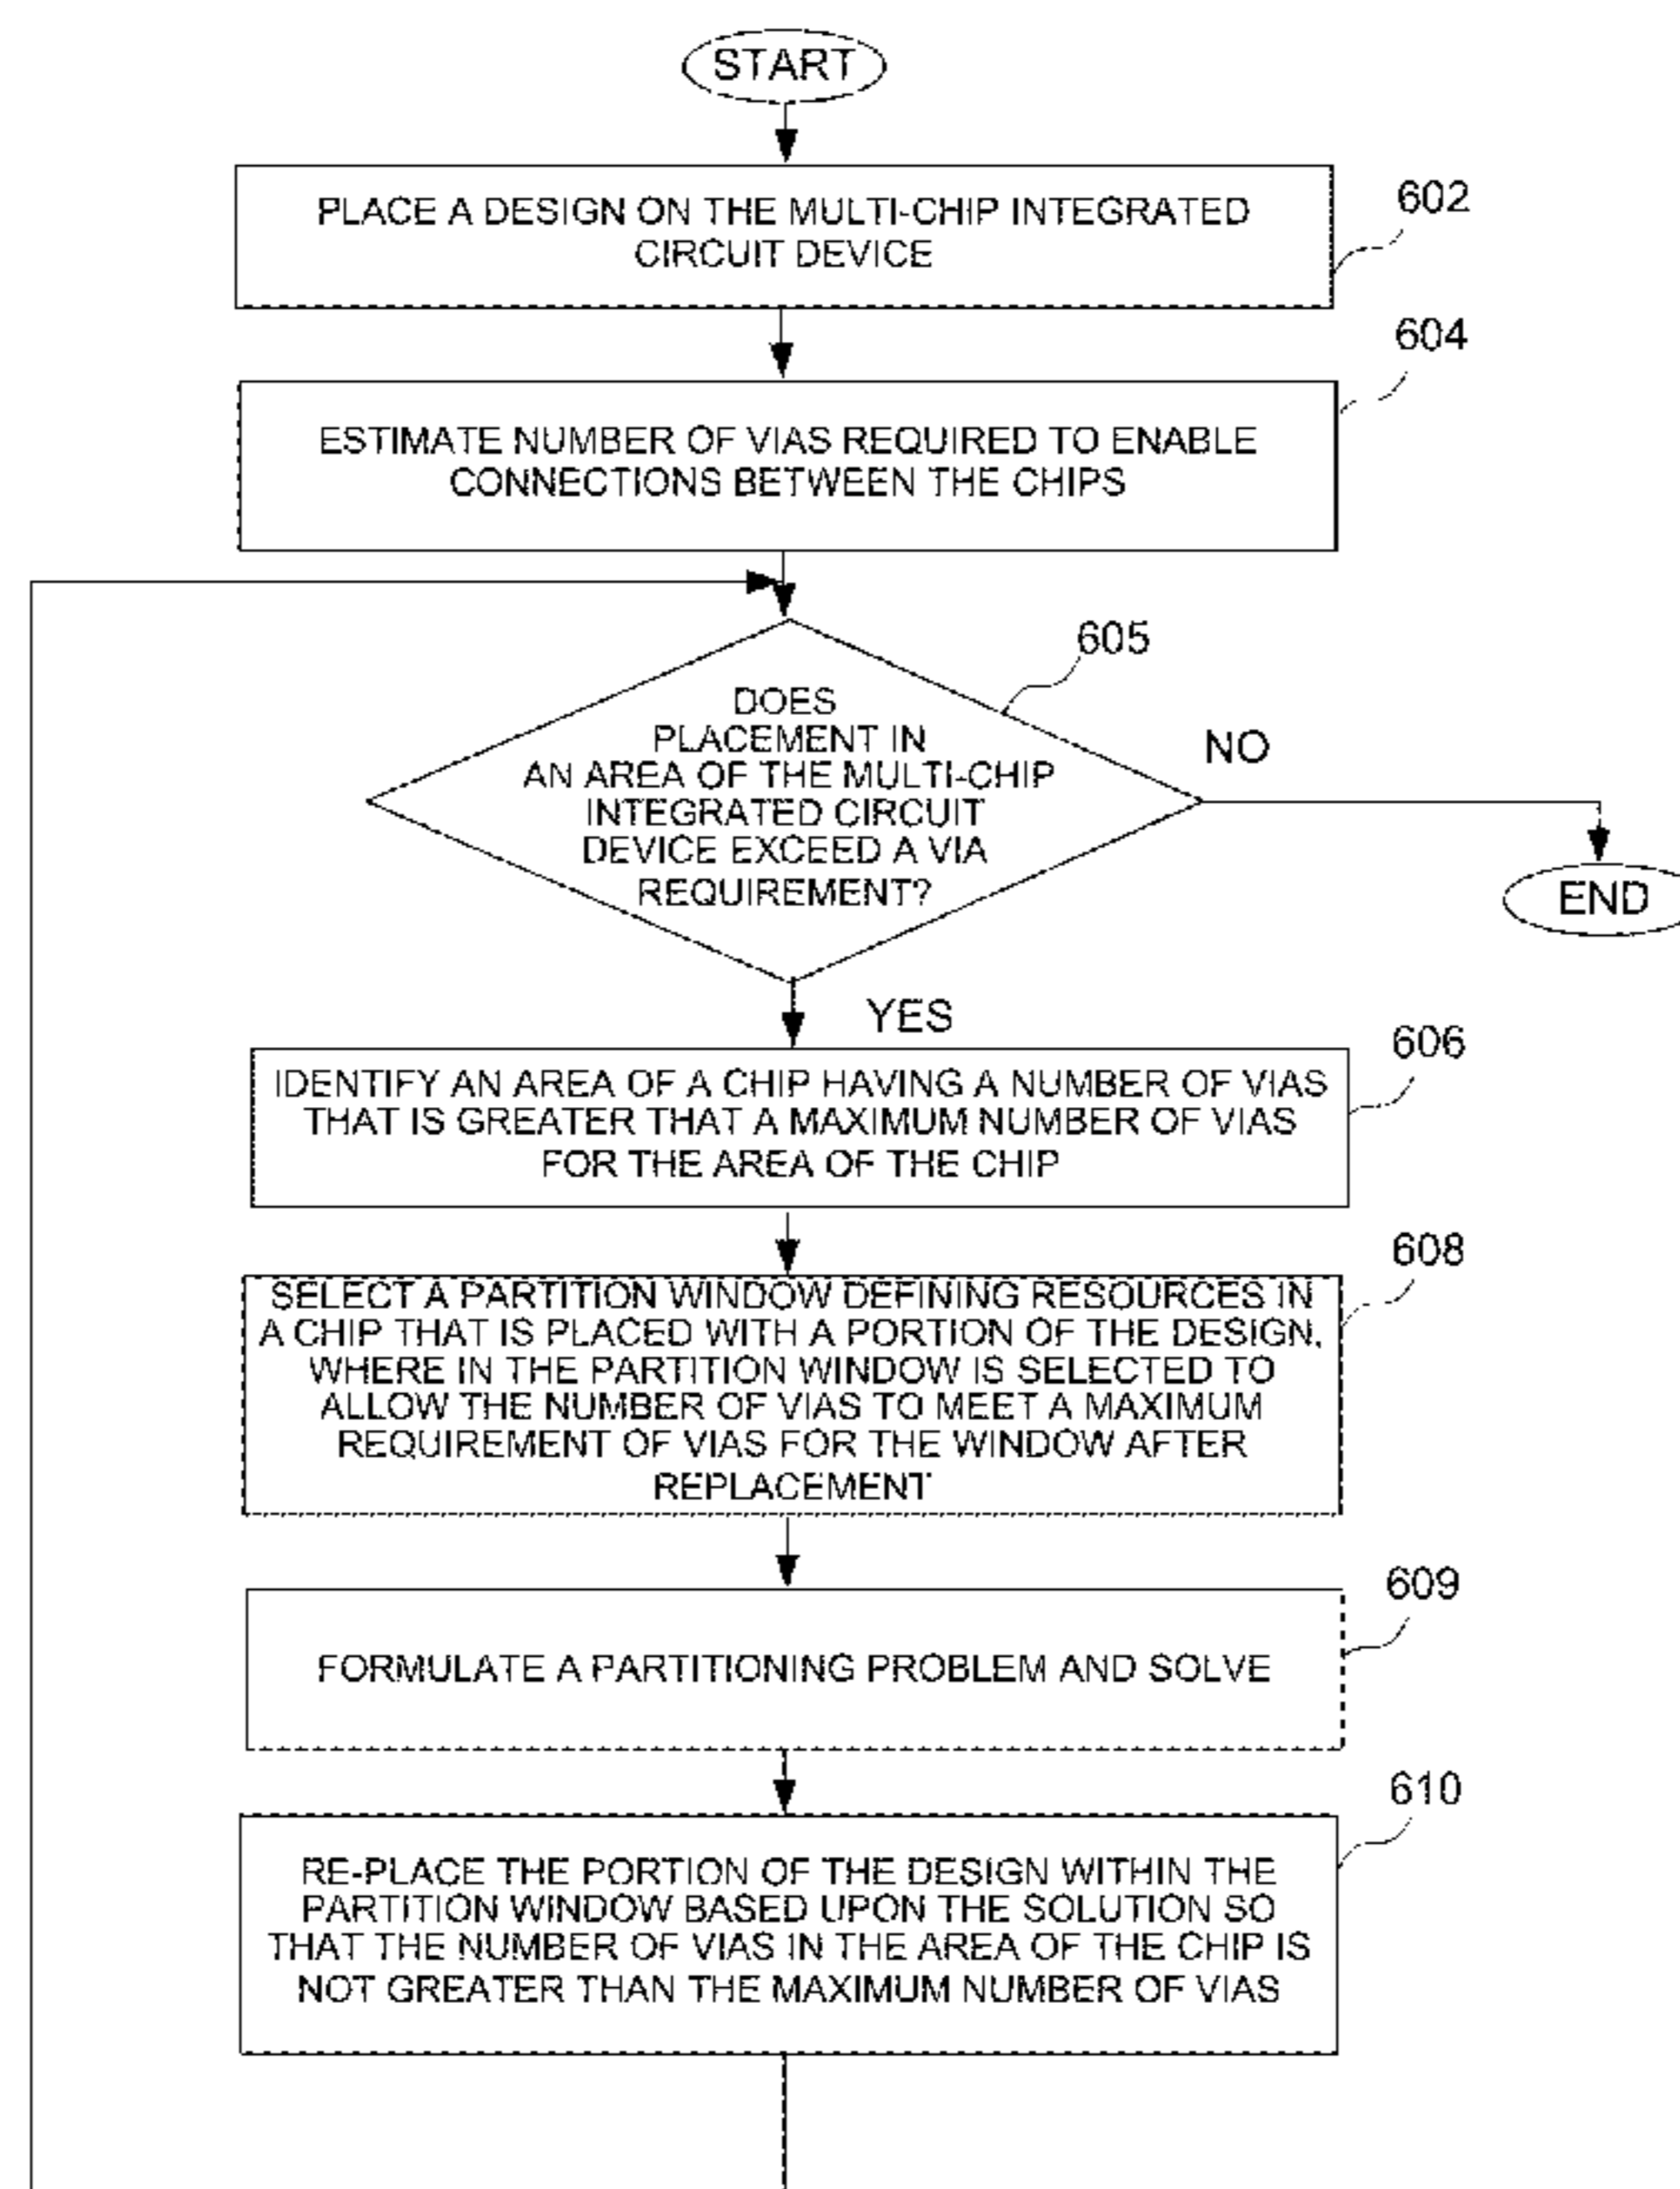 START
PLACE A DESIGN ON THE MULTI-CHIP INTEGRATED
CIRCUIT DEVICE
602
604
ESTIMATE NUMBER OF VIAS REQUIRED TO ENABLE
CONNECTIONS BETWEEN THE CHIPS
605
DOES
PLACEMENT IN
AN AREA OF THE MULTI-CHIP
INTEGRATED CIRCUIT
DEVICE EXCEED A VIA
REQUIREMENT?
NO
END
YES
606
IDENTIFY AN AREA OF A CHIP HAVING A NUMBER OF VIAS
THAT IS GREATER THAT A MAXIMUM NUMBER OF VIAS
FOR THE AREA OF THE CHIP
608
SELECT A PARTITION WINDOW DEFINING RESOURCES IN
A CHIP THAT IS PLACED WITH A PORTION OF THE DESIGN,
WHERE IN THE PARTITION WINDOW IS SELECTED TO
ALLOW THE NUMBER OF VIAS TO MEET A MAXIMUM
REQUIREMENT OF VIAS FOR THE WINDOW AFTER
REPLACEMENT
609
FORMULATE A PARTITIONING PROBLEM AND SOLVE
610
RE-PLACE THE PORTION OF THE DESIGN WITHIN THE
PARTITION WINDOW BASED UPON THE SOLUTION SO
THAT THE NUMBER OF VIAS IN THE AREA OF THE CHIP IS
NOT GREATER THAN THE MAXIMUM NUMBER OF VIAS